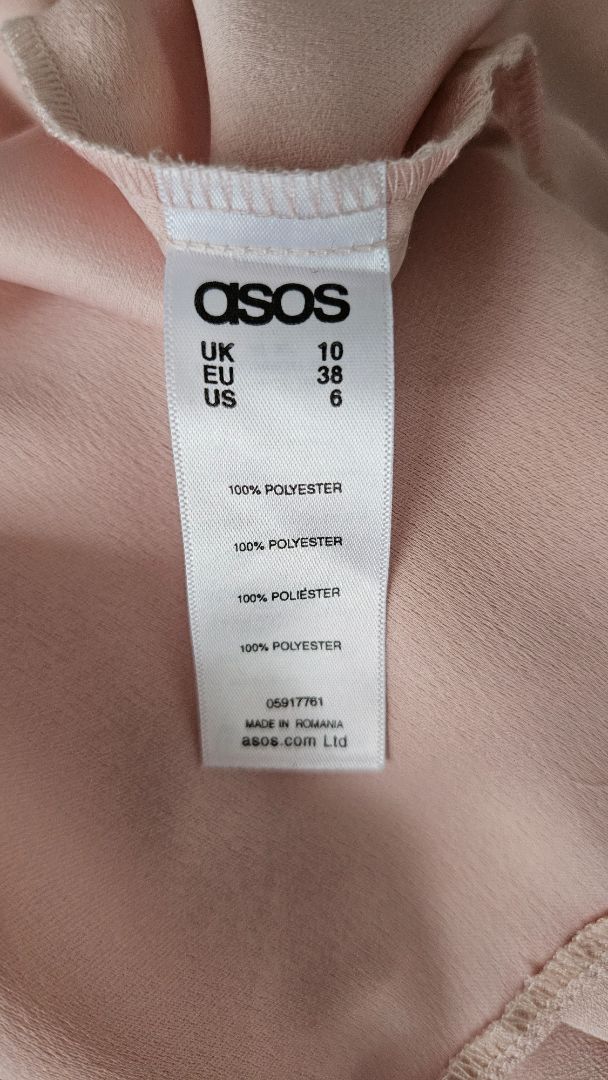 asos
UK 10
EU 38
US 6
100% POLYESTER
100% POLYESTER
100% POLIÉSTER
100% POLYESTER
05917761
MADE IN ROMANIA
asos.com Ltd